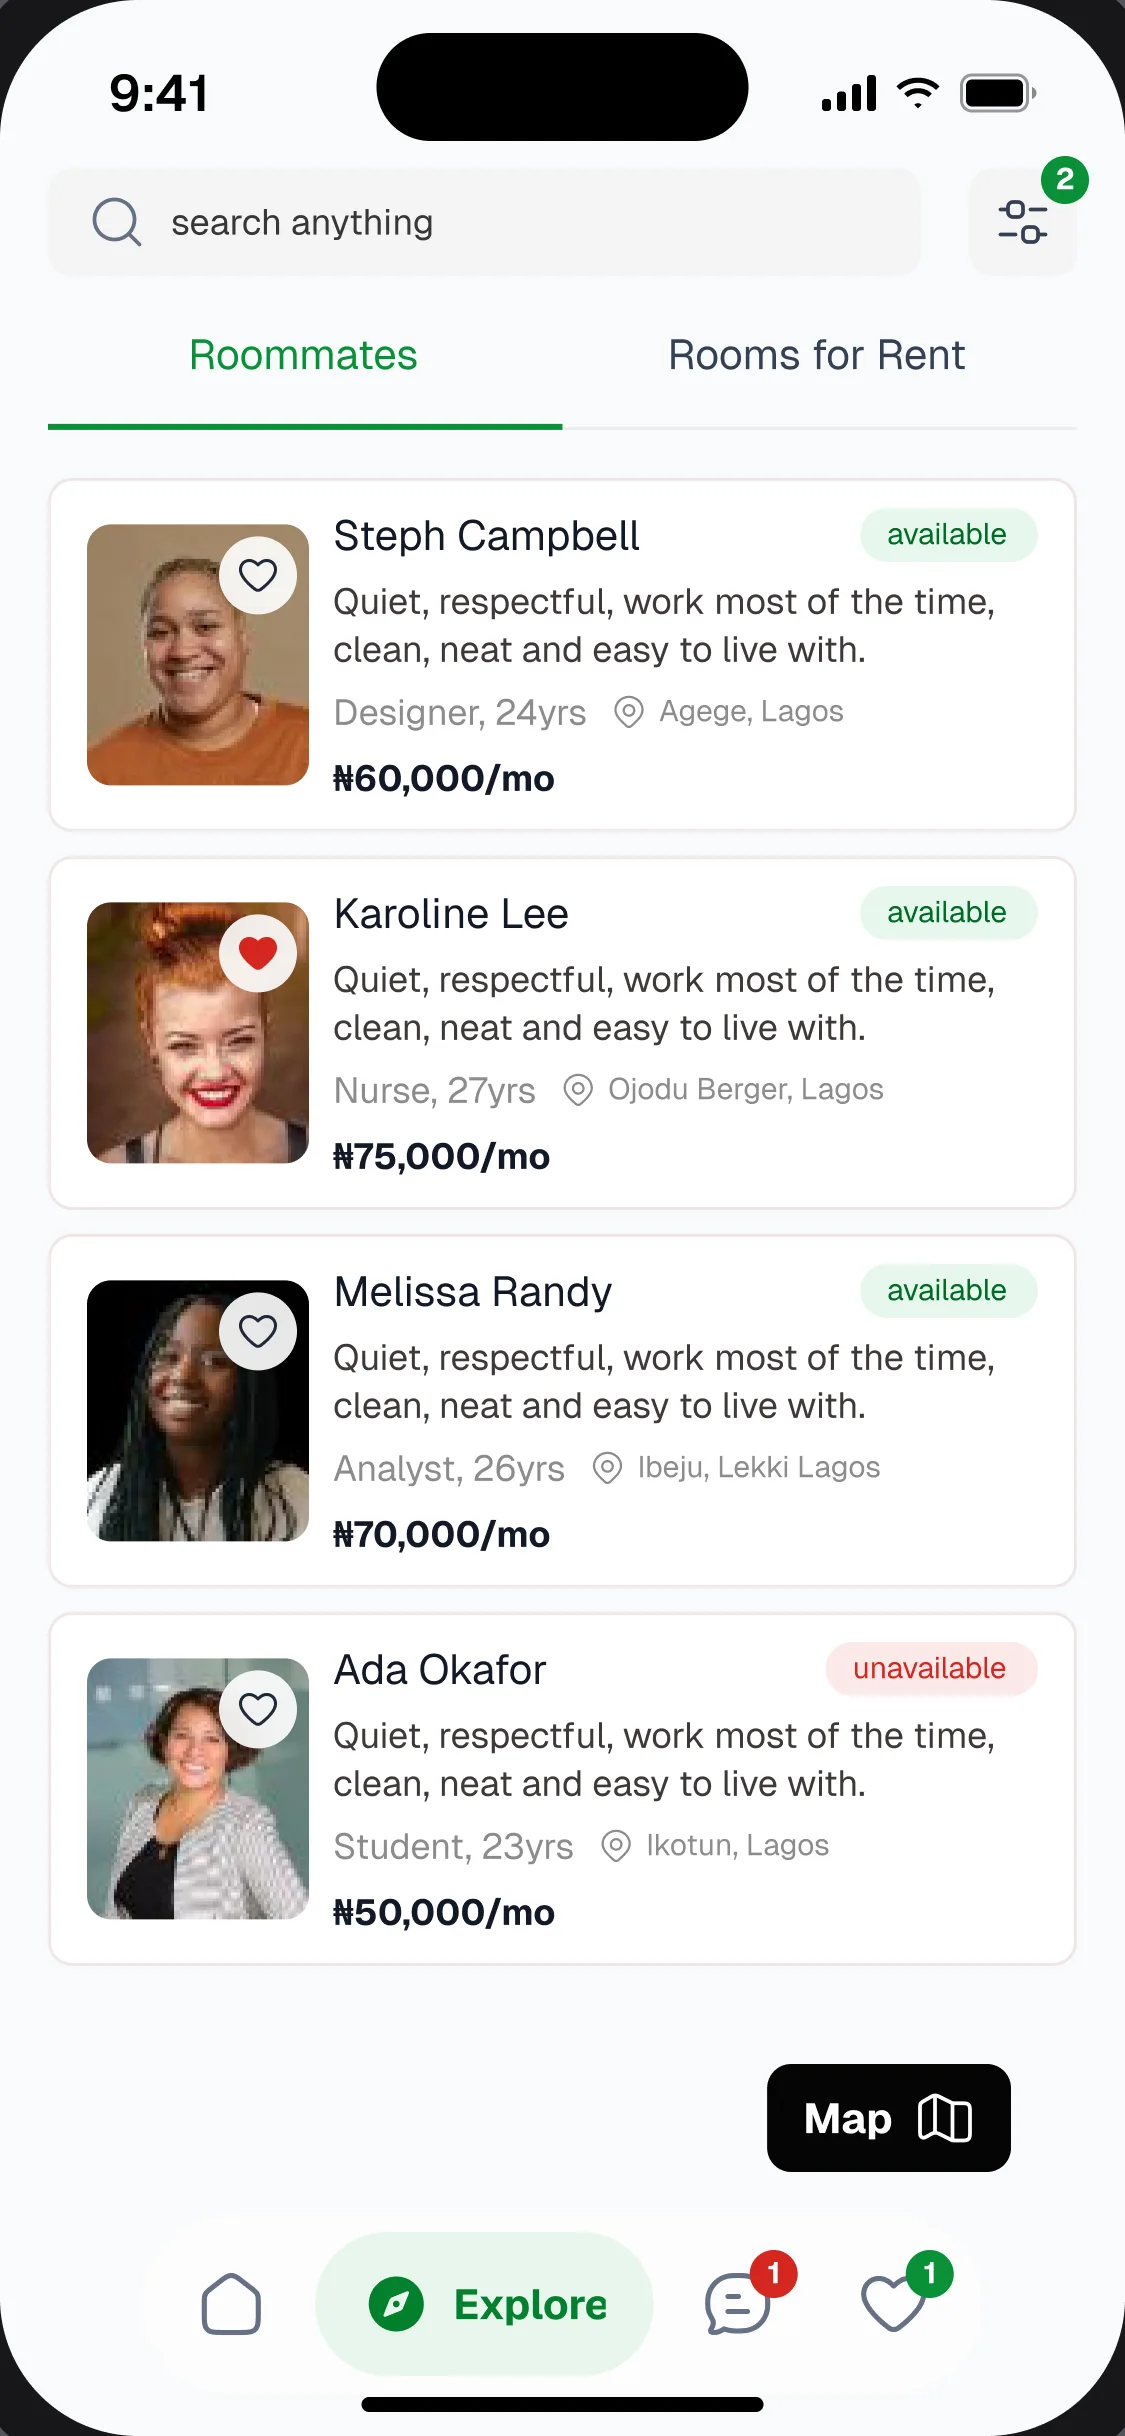 9:41
search anything
2
Roommates
Rooms for Rent
Steph Campbell
available
Quiet, respectful, work most of the time,
clean, neat and easy to live with.
Designer, 24yrs
Agege, Lagos
₦60,000/mo
Karoline Lee
available
Quiet, respectful, work most of the time,
clean, neat and easy to live with.
Nurse, 27yrs
Ojodu Berger, Lagos
₦75,000/mo
Melissa Randy
available
Quiet, respectful, work most of the time,
clean, neat and easy to live with.
Analyst, 26yrs
Ibeju, Lekki Lagos
₦70,000/mo
Ada Okafor
unavailable
Quiet, respectful, work most of the time,
clean, neat and easy to live with.
Student, 23yrs
Ikotun, Lagos
₦50,000/mo
Map
Explore
1
1